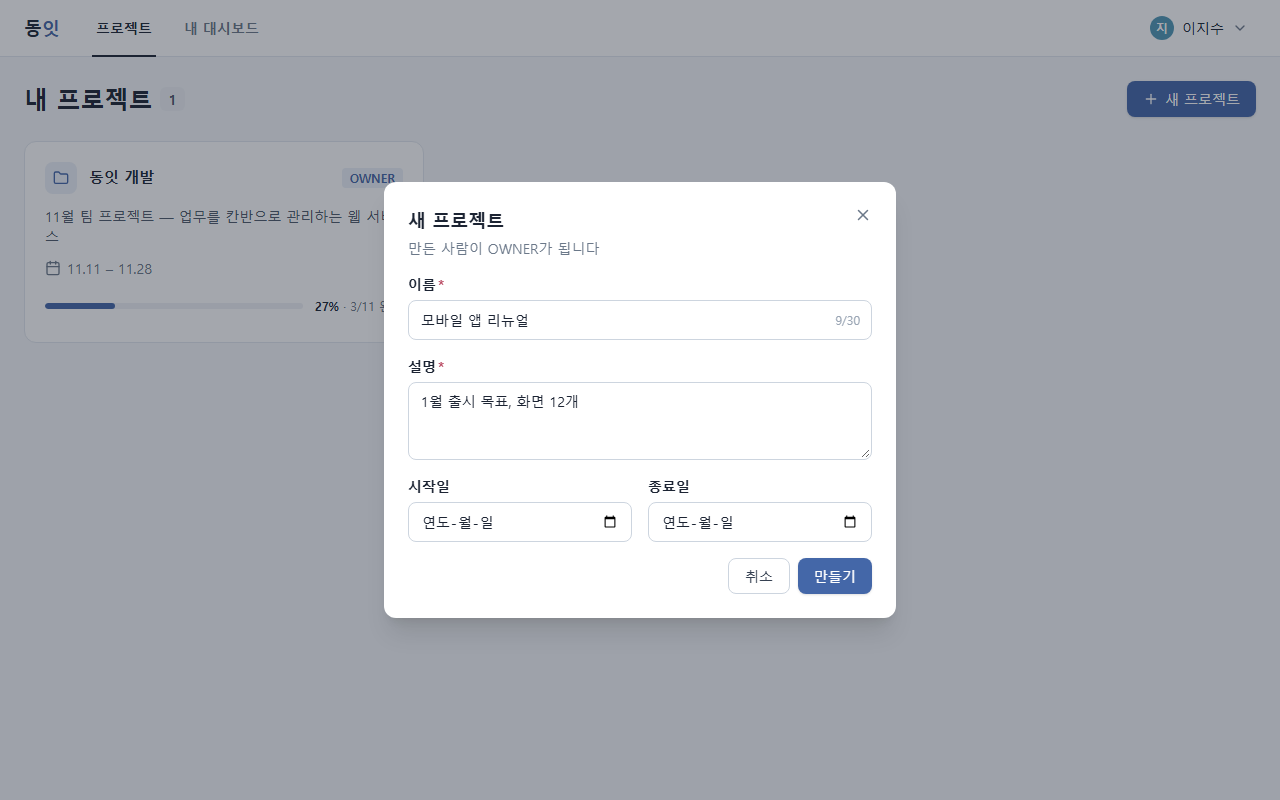 동잇 프로젝트 내 대시보드 지 이지수
내 프로젝트 1 + 새 프로젝트
동잇 개발 OWNER
11월 팀 프로젝트 — 업무를 칸반으로 관리하는 웹
스
11.11 – 11.28
27% · 3/11
새 프로젝트
만든 사람이 OWNER가 됩니다
이름*
모바일 앱 리뉴얼 9/30
설명*
1월 출시 목표, 화면 12개
시작일 종료일
연도-월-일 연도-월-일
취소 만들기